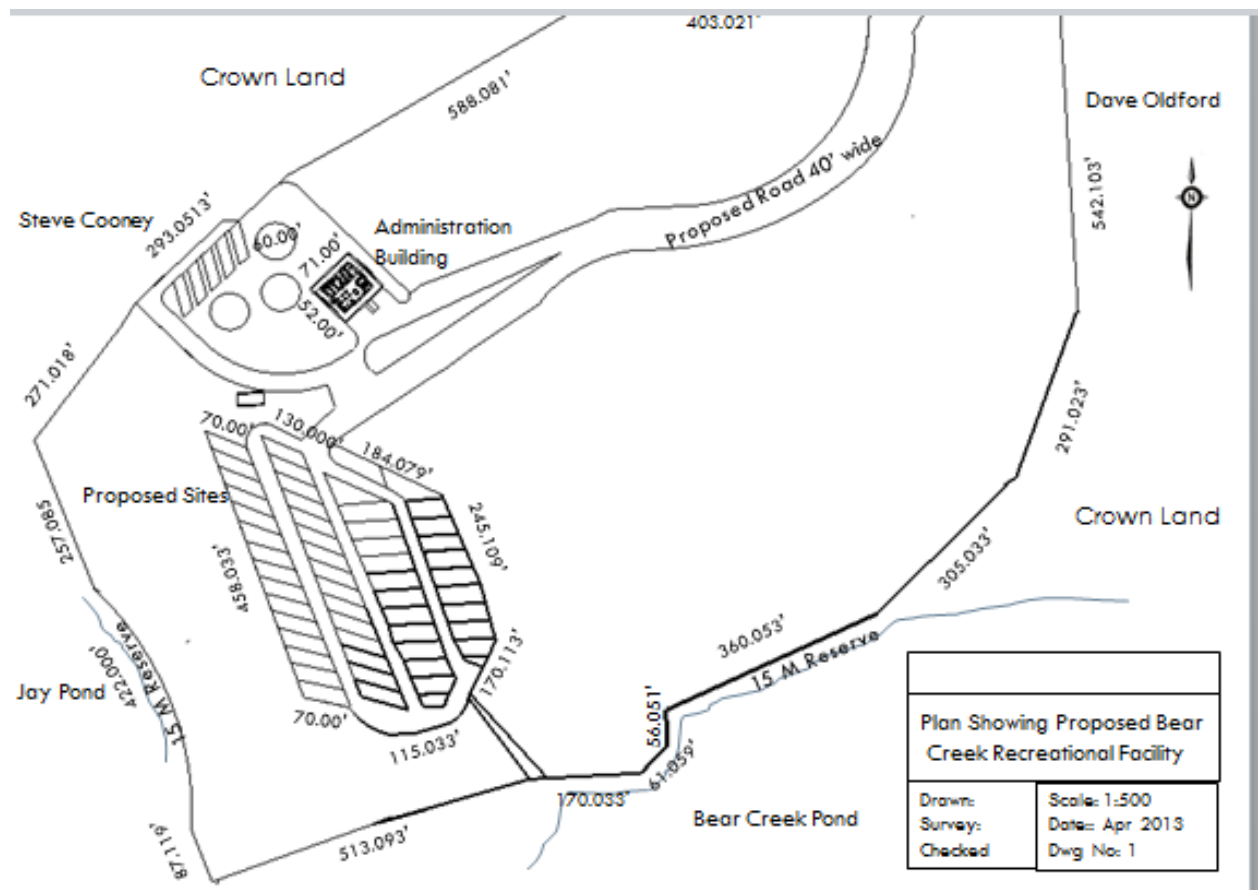 403.021'
Crown Land
588.081'
Dave Oldford
Proposed Road 40' wide
542.103'
N
Steve Cooney
293.0513'
60.00'
71.00'
52.00'
Administration
Building
271.018'
291.023'
70.00'
130.000'
184.079'
Proposed Sites
257.085
458.033'
245.109'
Crown Land
305.033'
360.053'
15 M Reserve
15 M Reserve
422.000'
Jay Pond
170.113'
70.00'
115.033'
56.051'
61.059'
170.033'
Bear Creek Pond
513.093'
87.119'
Plan Showing Proposed Bear
Creek Recreational Facility
Drawn:
Survey:
Checked
Scale: 1:500
Date: Apr 2013
Dwg No: 1